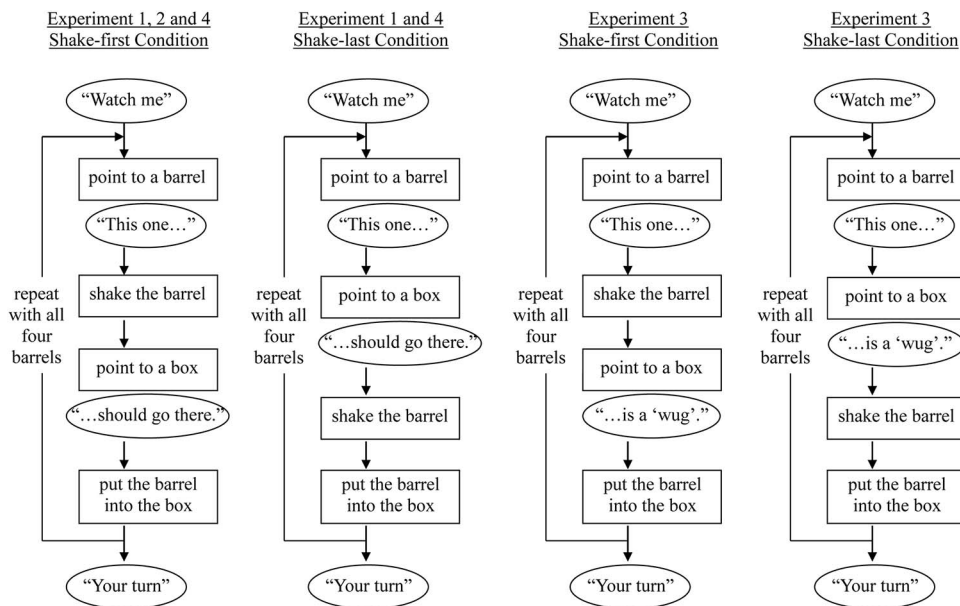 Experiment 1, 2 and 4
Shake-first Condition
“Watch me”
point to a barrel
“This one…”
shake the barrel
point to a box
“…should go there.”
put the barrel
into the box
“Your turn”
repeat
with all
four
barrels
Experiment 1 and 4
Shake-last Condition
“Watch me”
point to a barrel
“This one…”
point to a box
“…should go there.”
shake the barrel
put the barrel
into the box
“Your turn”
repeat
with all
four
barrels
Experiment 3
Shake-first Condition
“Watch me”
point to a barrel
“This one…”
shake the barrel
point to a box
“…is a ‘wug’.”
put the barrel
into the box
“Your turn”
repeat
with all
four
barrels
Experiment 3
Shake-last Condition
“Watch me”
point to a barrel
“This one…”
point to a box
“…is a ‘wug’.”
shake the barrel
put the barrel
into the box
“Your turn”
repeat
with all
four
barrels